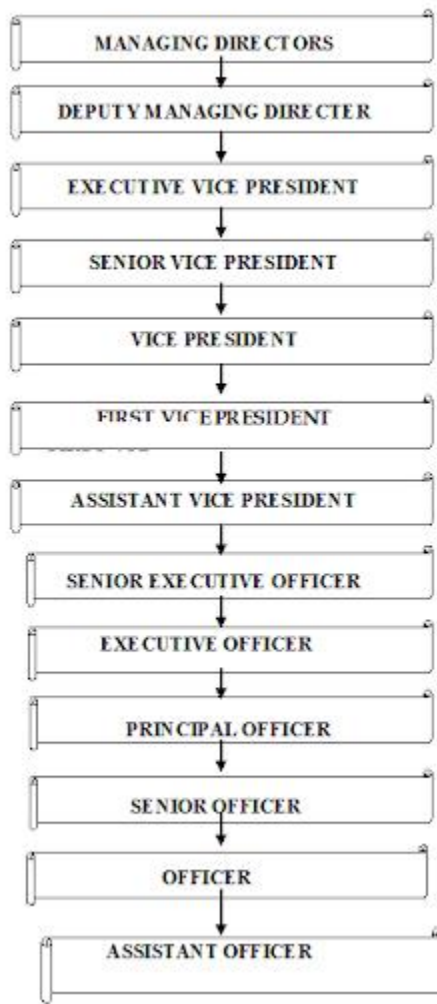 MANAGING DIRECTORS
DEPUTY MANAGING DIRECTER
EXECUTIVE VICE PRESIDENT
SENIOR VICE PRESIDENT
VICE PRESIDENT
FIRST VICE PRESIDENT
ASSISTANT VICE PRESIDENT
SENIOR EXECUTIVE OFFICER
EXECUTIVE OFFICER
PRINCIPAL OFFICER
SENIOR OFFICER
OFFICER
ASSISTANT OFFICER